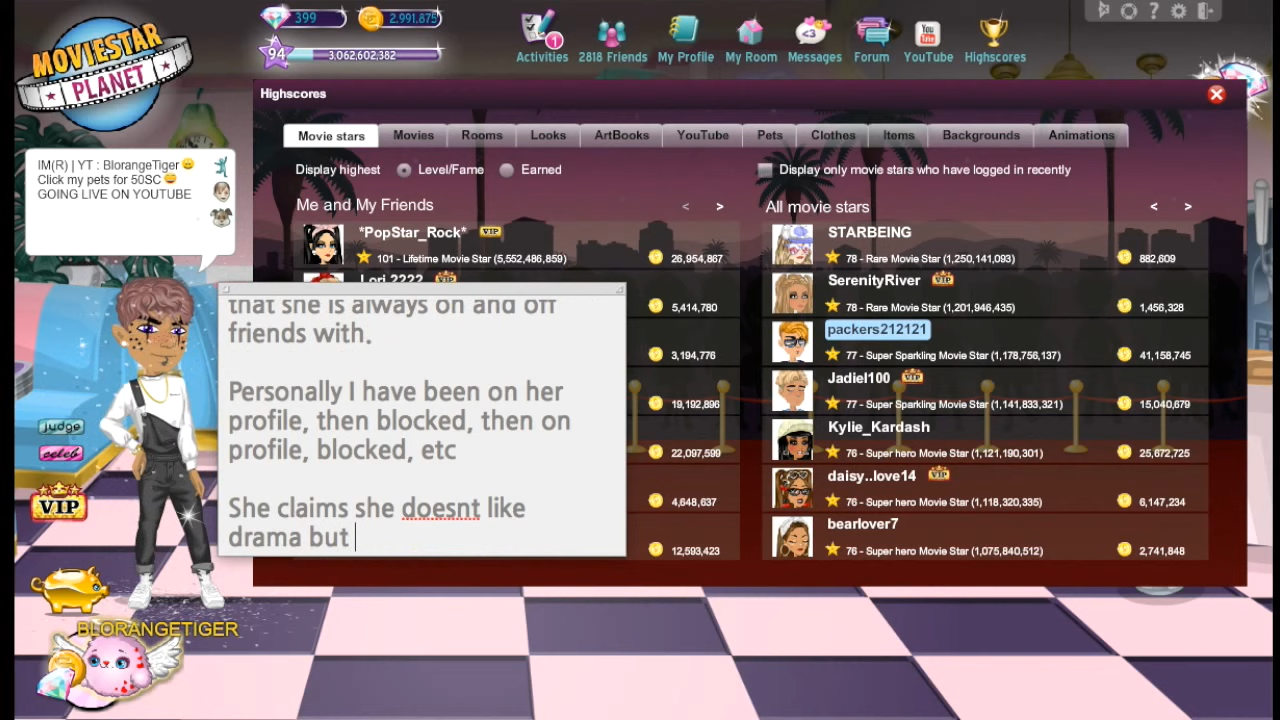 MOVIESTAR
PLANET
399
2.991.875
94
3,062,602,382
1
Activities
2818 Friends
My Profile
My Room
<3
Messages
Forum
You
Tube
YouTube
Highscores
?
Highscores
Movie stars
Movies
Rooms
Looks
ArtBooks
YouTube
Pets
Clothes
Items
Backgrounds
Animations
Display highest
Level/Fame
Earned
Display only movie stars who have logged in recently
IM(R) | YT : BlorangeTiger
Click my pets for 50SC
GOING LIVE ON YOUTUBE
Me and My Friends
< >
*PopStar_Rock*
VIP
101 - Lifetime Movie Star (5,552,486,859)
26,954,867
Lori.2222
VIP
5,414,780
3,194,776
19,192,896
22,097,599
4,648,637
12,593,423
All movie stars
< >
STARBEING
78 - Rare Movie Star (1,250,141,093)
882,609
SerenityRiver
VIP
78 - Rare Movie Star (1,201,946,435)
1,456,328
packers212121
77 - Super Sparkling Movie Star (1,178,756,137)
41,158,745
Jadiel100
VIP
77 - Super Sparkling Movie Star (1,141,833,321)
15,040,679
Kylie_Kardash
76 - Super hero Movie Star (1,121,190,301)
25,672,725
daisy..love14
VIP
76 - Super hero Movie Star (1,118,320,335)
6,147,234
bearlover7
76 - Super hero Movie Star (1,075,840,512)
2,741,848
that she is always on and off
friends with.
Personally I have been on her
profile, then blocked, then on
profile, blocked, etc
She claims she doesnt like
drama but
judge
celeb
VIP
BLORANGETIGER